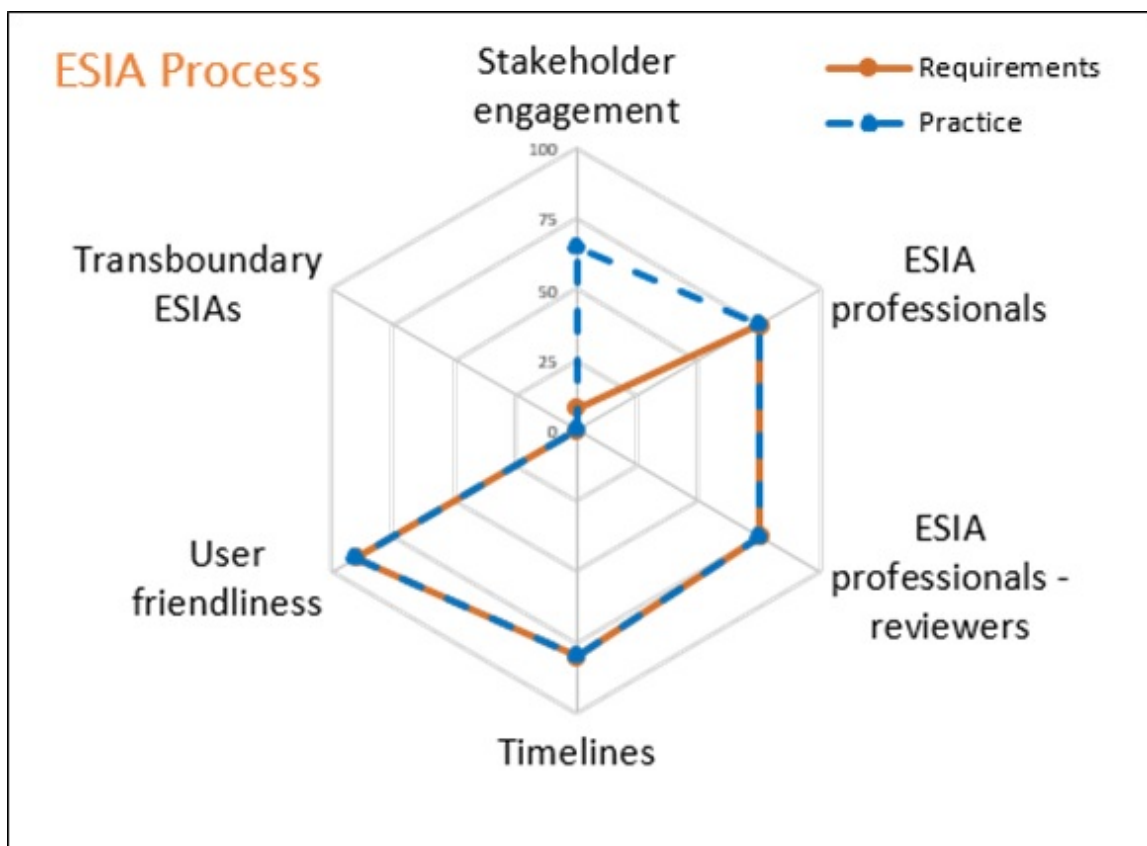 ESIA Process
Stakeholder
engagement
Requirements
Practice
100
75
50
25
0
Transboundary
ESIAs
ESIA
professionals
User
friendliness
ESIA
professionals -
reviewers
Timelines